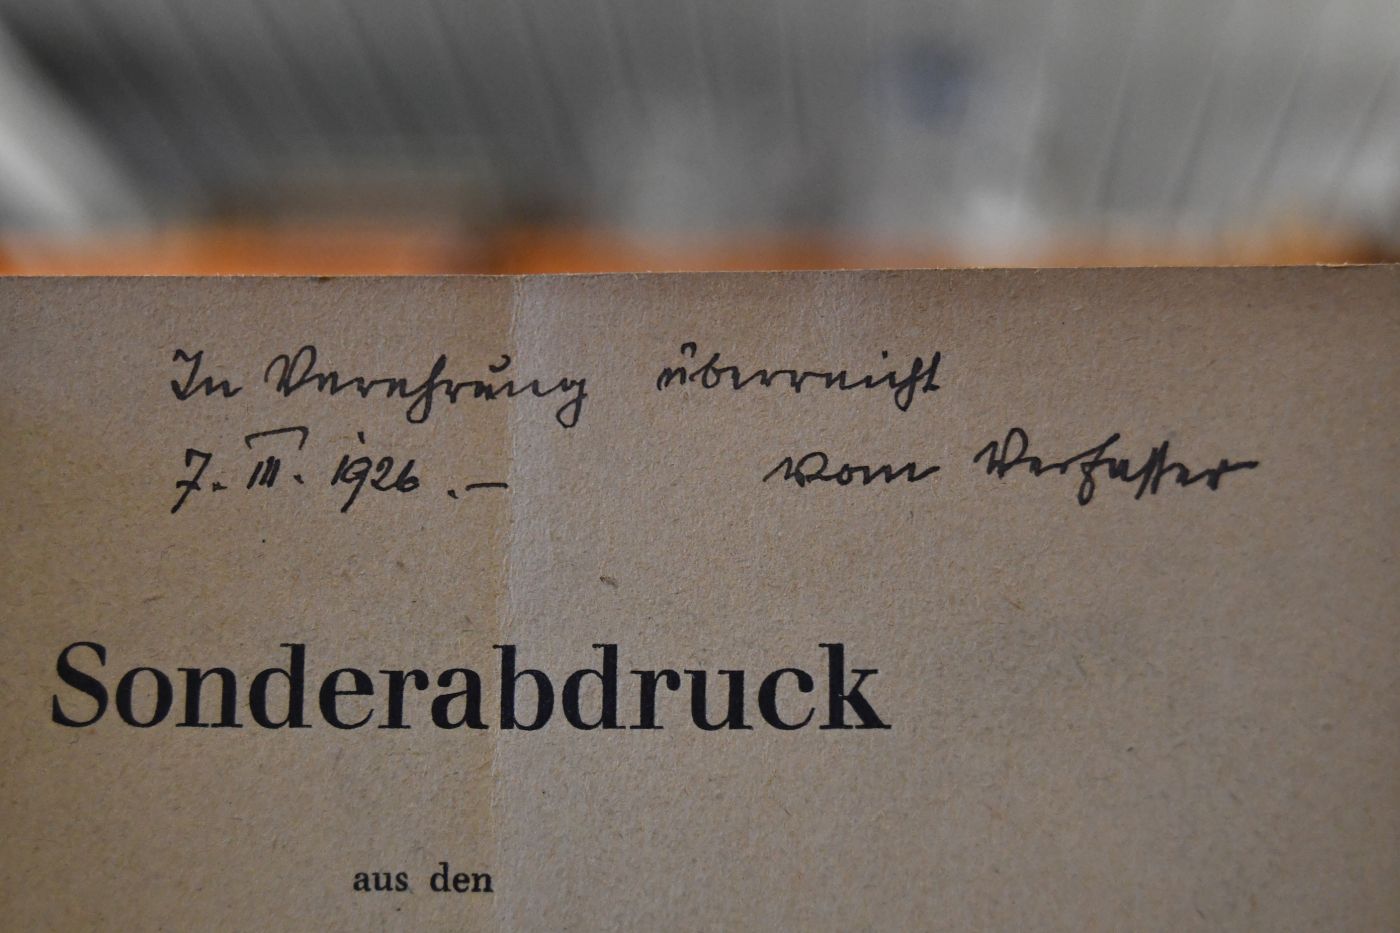 In Verehrung überreicht
7. III. 1926.—
vom Verfasser
Sonderabdruck
aus den